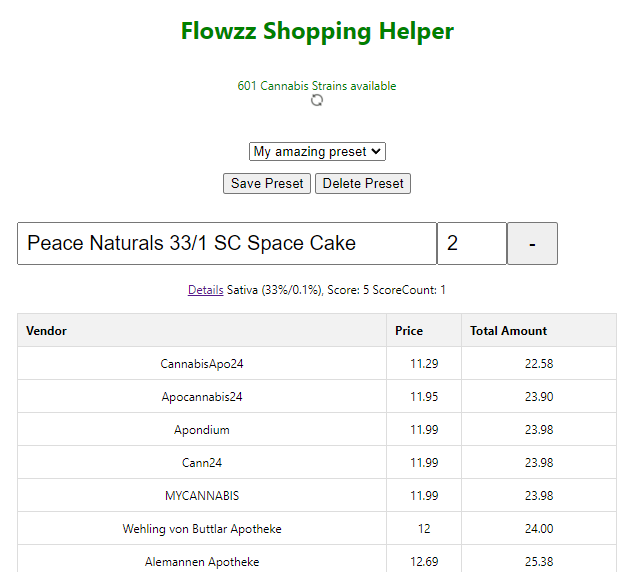 Flowzz Shopping Helper
601 Cannabis Strains available
My amazing preset
Save Preset Delete Preset
Peace Naturals 33/1 SC Space Cake 2 -
Details Sativa (33%/0.1%), Score: 5 ScoreCount: 1
Vendor Price Total Amount
CannabisApo24 11.29 22.58
Apocannabis24 11.95 23.90
Apondium 11.99 23.98
Cann24 11.99 23.98
MYCANNABIS 11.99 23.98
Wehling von Buttlar Apotheke 12 24.00
Alemannen Apotheke 12.69 25.38